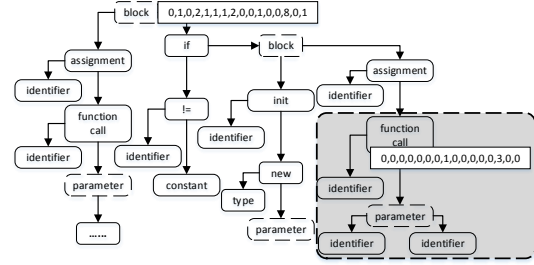 block 0,1,0,2,1,1,1,2,0,0,1,0,0,8,0,1
if block
assignment assignment
identifier identifier
!= init
function call function call
identifier identifier identifier
0,0,0,0,0,0,0,1,0,0,0,0,0,3,0,0
parameter constant new identifier
type
parameter parameter
...... identifier identifier